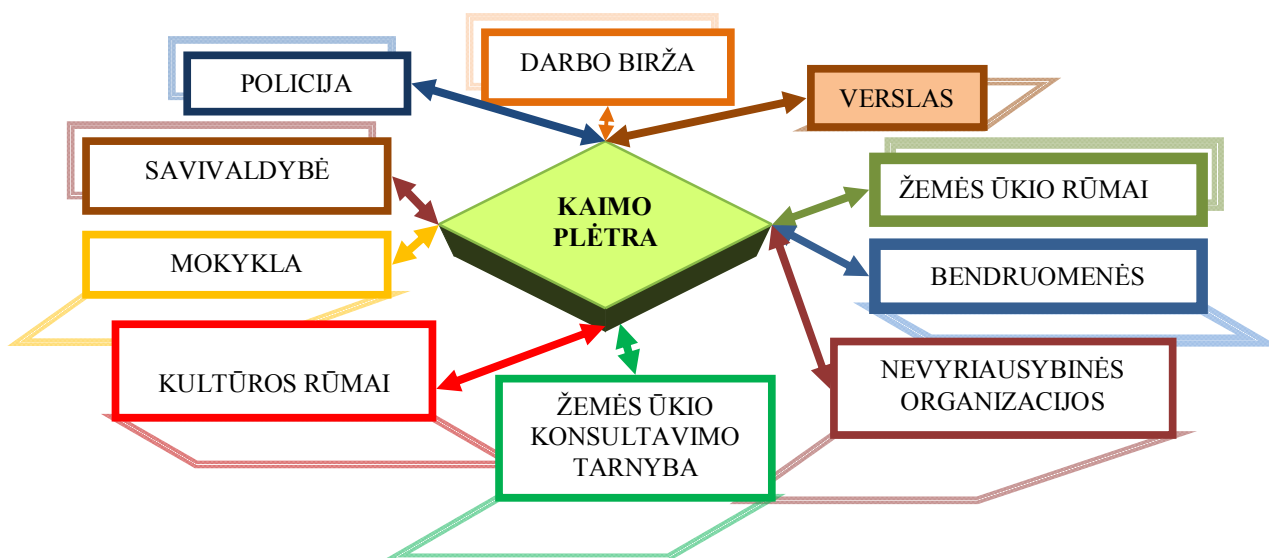 DARBO BIRŽA
POLICIJA
VERSLAS
SAVIVALDYBĖ
ŽEMĖS ŪKIO RŪMAI
KAIMO
PLĖTRA
MOKYKLA
BENDRUOMENĖS
KULTŪROS RŪMAI
NEVYRIAUSYBINĖS
ORGANIZACIJOS
ŽEMĖS ŪKIO
KONSULTAVIMO
TARNYBA